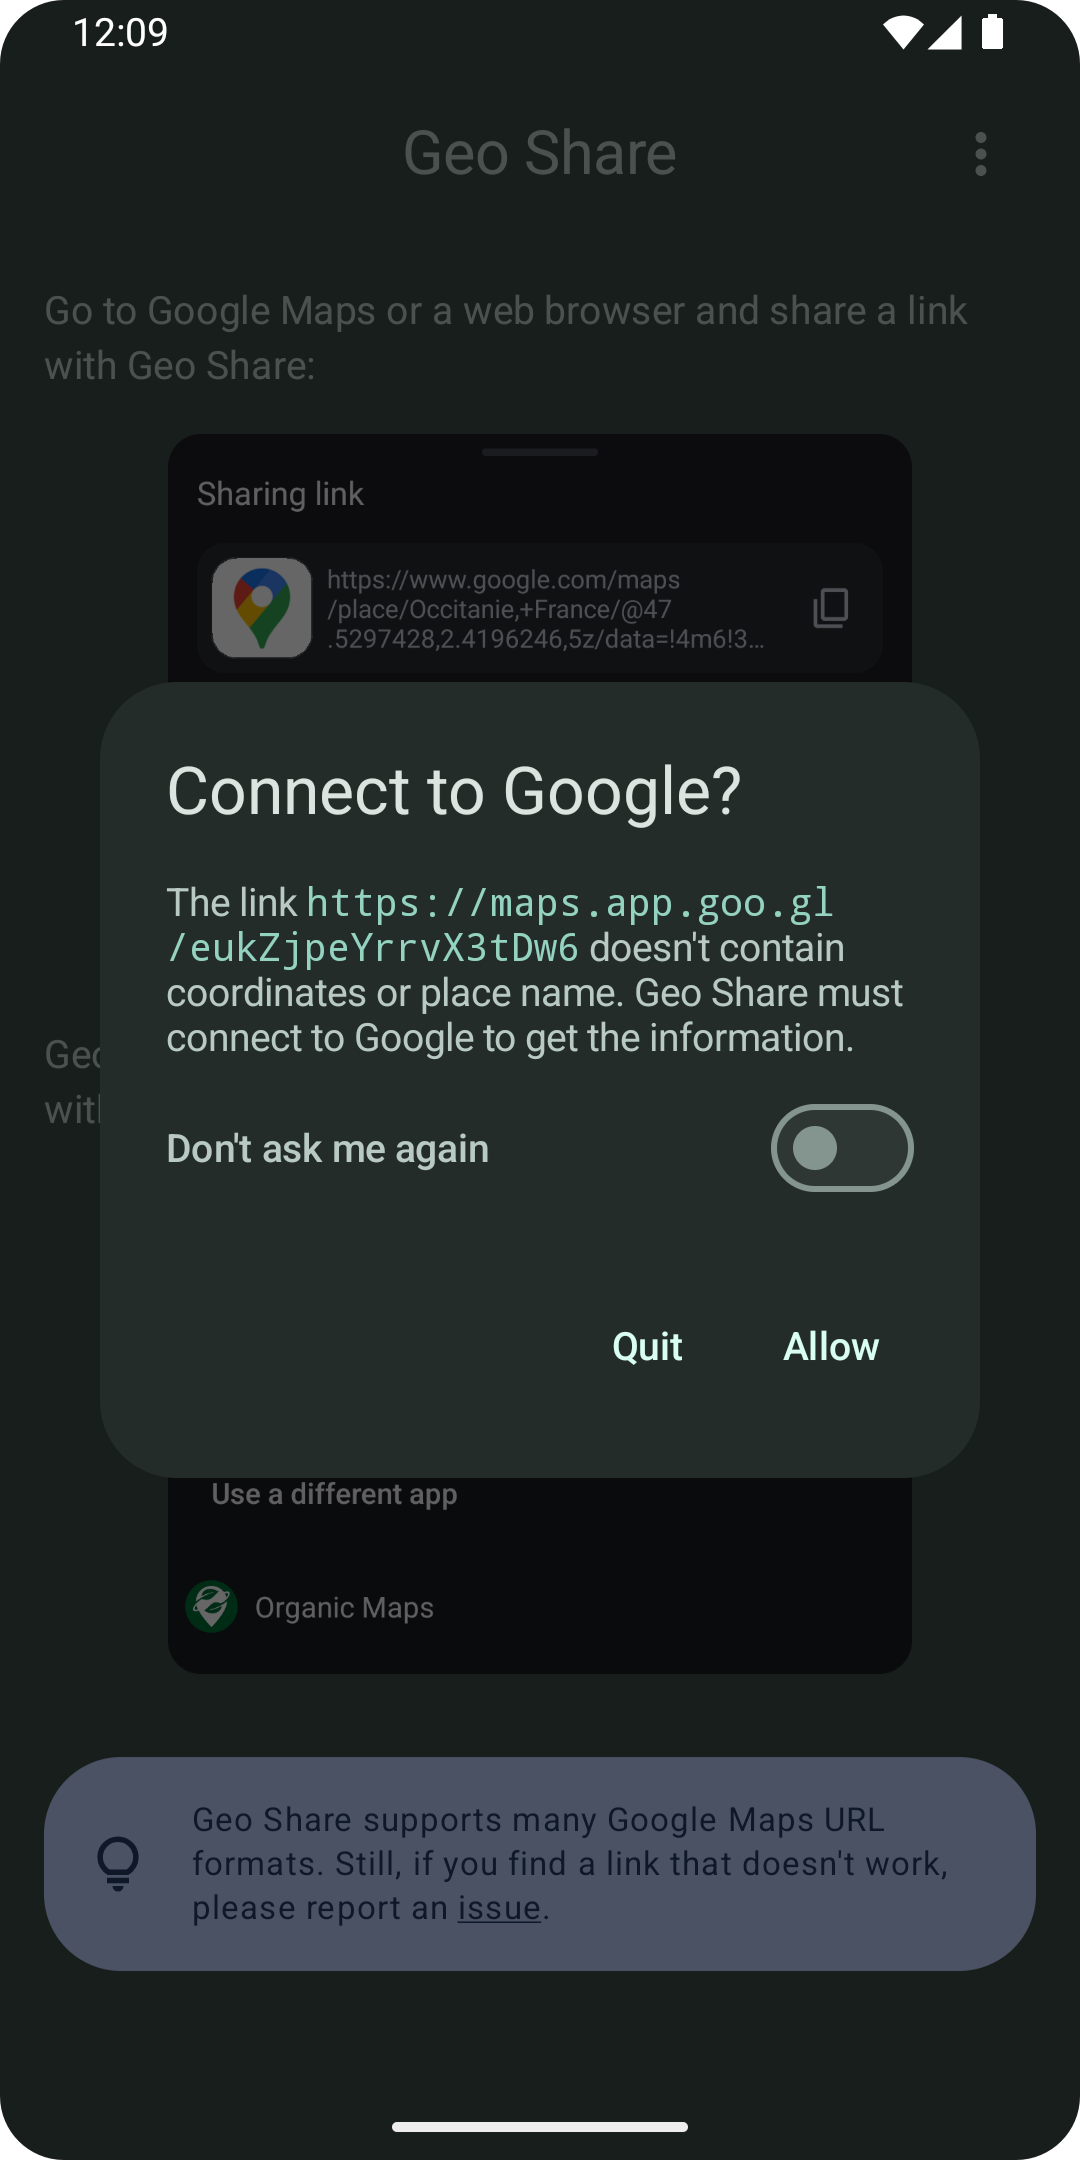 12:09
Geo Share
Go to Google Maps or a web browser and share a link
with Geo Share:
Sharing link
https://www.google.com/maps
/place/Occitanie,+France/@47
.5297428,2.4196246,5z/data=!4m6!3...
Connect to Google?
The link https://maps.app.goo.gl
/eukZjpeYrrvX3tDw6 doesn't contain
coordinates or place name. Geo Share must
connect to Google to get the information.
Don't ask me again
Quit Allow
Use a different app
Organic Maps
Geo Share supports many Google Maps URL
formats. Still, if you find a link that doesn't work,
please report an issue.